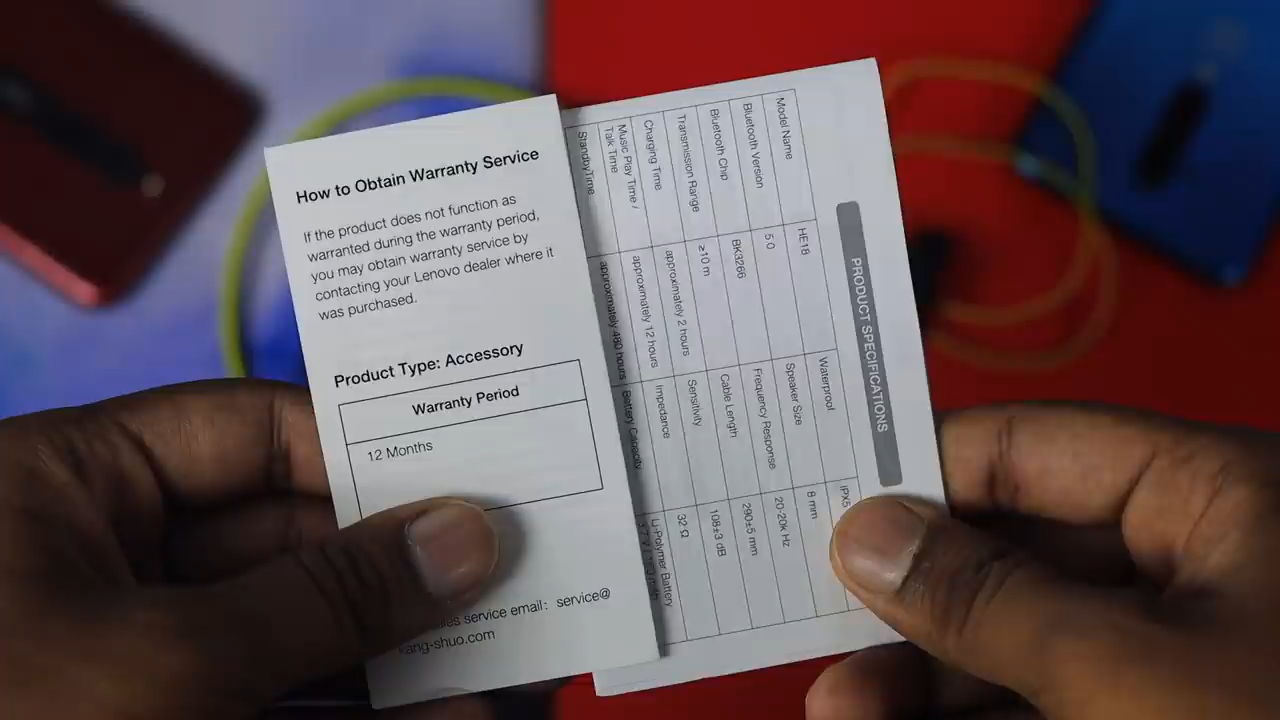 How to Obtain Warranty Service
If the product does not function as
warranted during the warranty period,
you may obtain warranty service by
contacting your Lenovo dealer where it
was purchased.
Product Type: Accessory
Warranty Period
12 Months
service email: service@
kang-shuo.com
PRODUCT SPECIFICATIONS
Model Name HE18 Waterproof IPX5
Bluetooth Version 5.0 Speaker Size 8 mm
Bluetooth Chip BK3266 Frequency Response 20-20k Hz
Transmission Range ≥10 m Cable Length 290±5 mm
Charging Time approximately 2 hours Sensitivity 108±3 dB
Music Play Time /
Talk Time approximately 12 hours Impedance 32 Ω
StandbyTime approximately 480 hours Battery Capacity Li-Polymer Battery